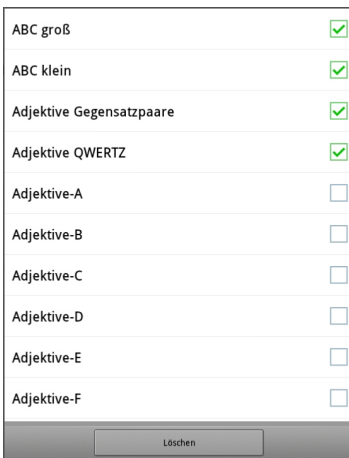 ABC groß
ABC klein
Adjektive Gegensatzpaare
Adjektive QWERTZ
Adjektive-A
Adjektive-B
Adjektive-C
Adjektive-D
Adjektive-E
Adjektive-F
Löschen